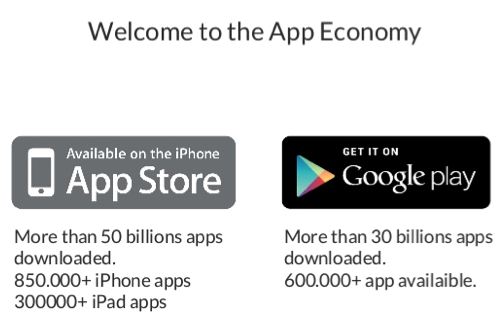 Welcome to the App Economy
Available on the iPhone
App Store
More than 50 billions apps
downloaded.
850.000+ iPhone apps
300000+ iPad apps
GET IT ON
Google play
More than 30 billions apps
downloaded.
600.000+ app availaible.